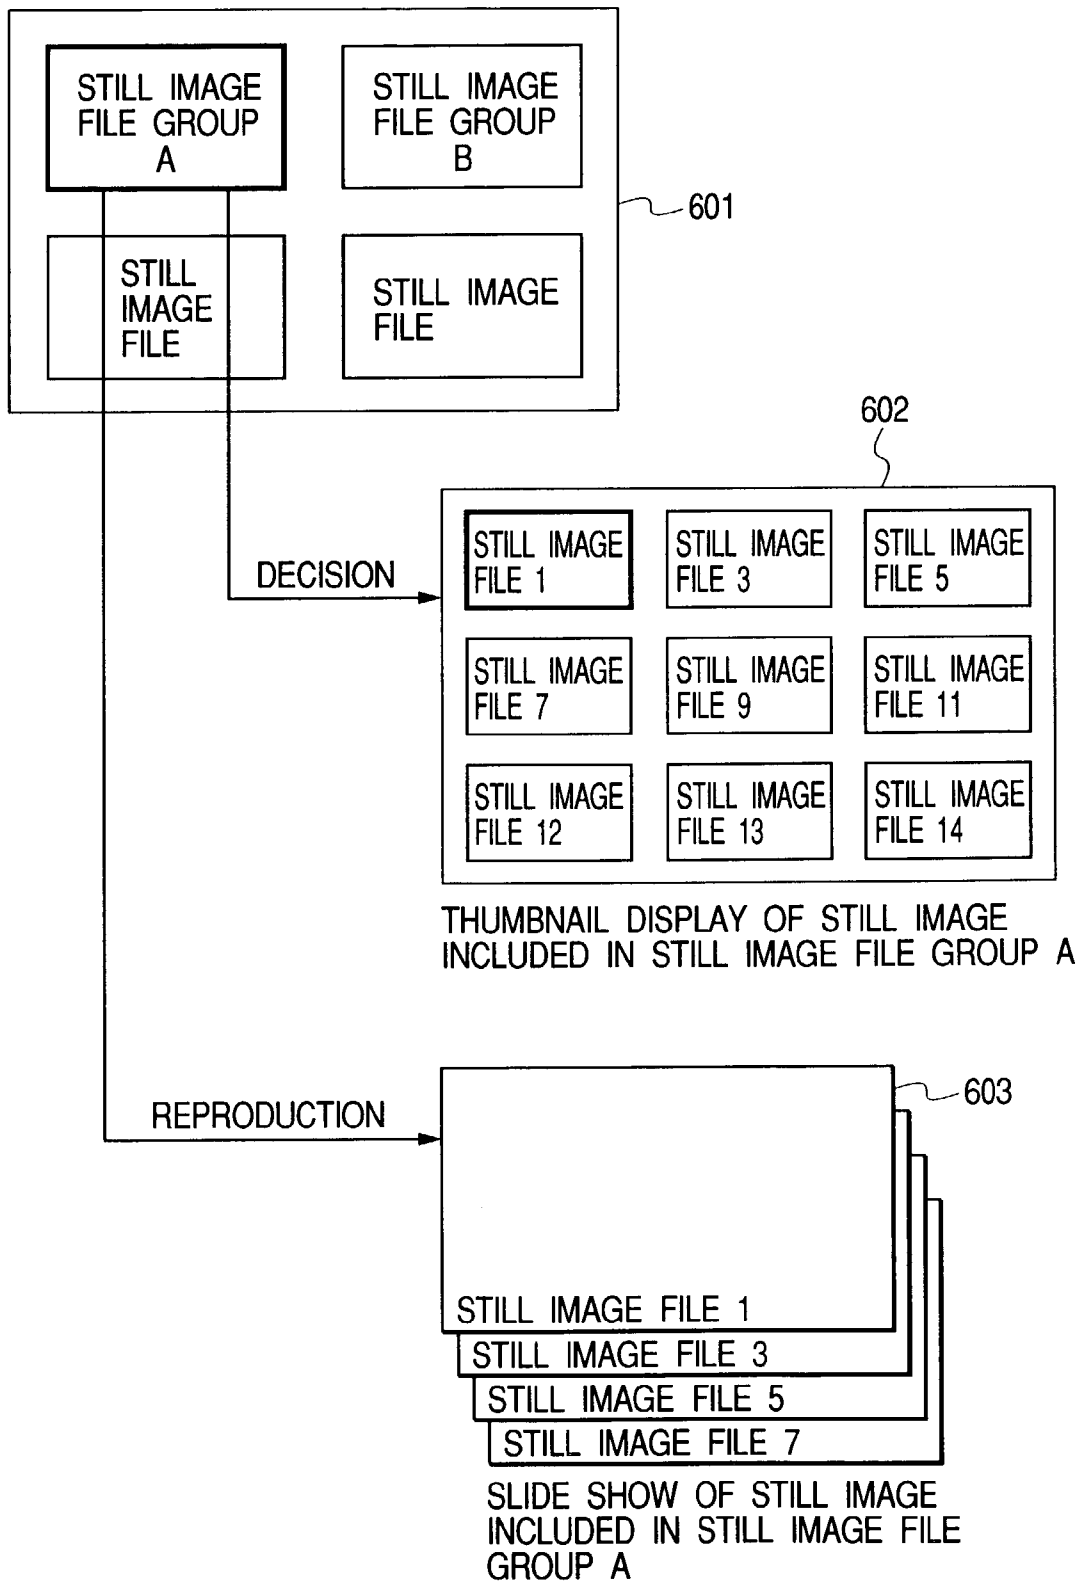 STILL IMAGE
FILE GROUP
A
STILL IMAGE
FILE GROUP
B
601
STILL
IMAGE
FILE
STILL IMAGE
FILE
602
STILL IMAGE
FILE 1
STILL IMAGE
FILE 3
STILL IMAGE
FILE 5
DECISION
STILL IMAGE
FILE 7
STILL IMAGE
FILE 9
STILL IMAGE
FILE 11
STILL IMAGE
FILE 12
STILL IMAGE
FILE 13
STILL IMAGE
FILE 14
THUMBNAIL DISPLAY OF STILL IMAGE
INCLUDED IN STILL IMAGE FILE GROUP A
603
REPRODUCTION
STILL IMAGE FILE 1
STILL IMAGE FILE 3
STILL IMAGE FILE 5
STILL IMAGE FILE 7
SLIDE SHOW OF STILL IMAGE
INCLUDED IN STILL IMAGE FILE
GROUP A